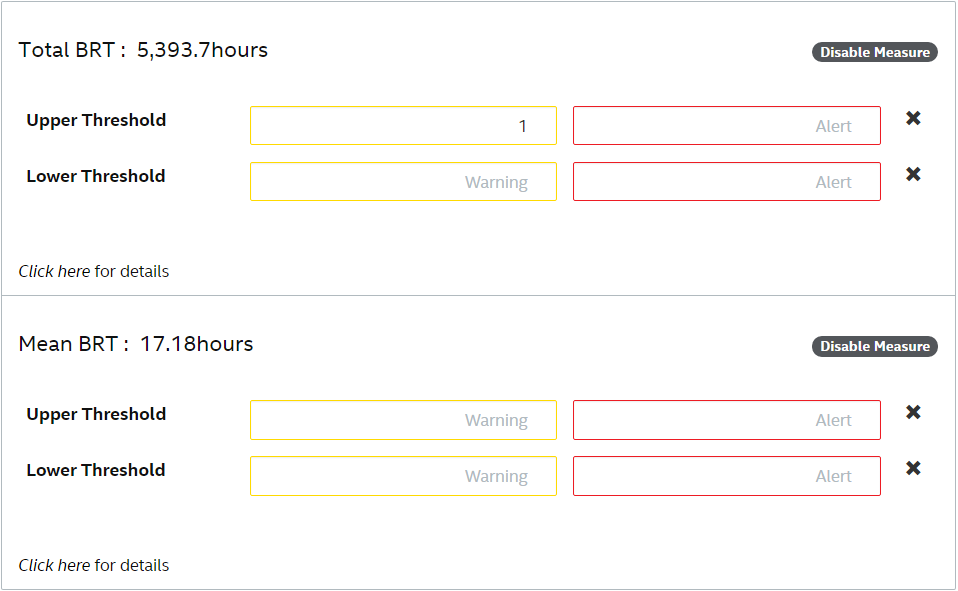 Total BRT :  5,393.7hours
Disable Measure
Upper Threshold 1 Alert ✖
Lower Threshold Warning Alert ✖
Click here for details
Mean BRT :  17.18hours
Disable Measure
Upper Threshold Warning Alert ✖
Lower Threshold Warning Alert ✖
Click here for details